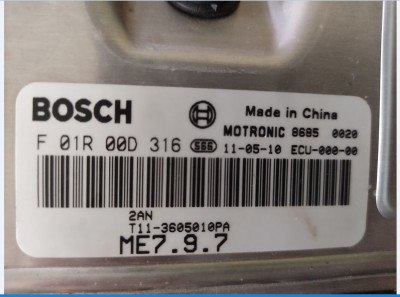 BOSCH
Made in China
MOTRONIC 8685 0020
F 01R 00D 316 666 11-05-10 ECU-000-00
2AN
T11-3605010PA
ME7.9.7